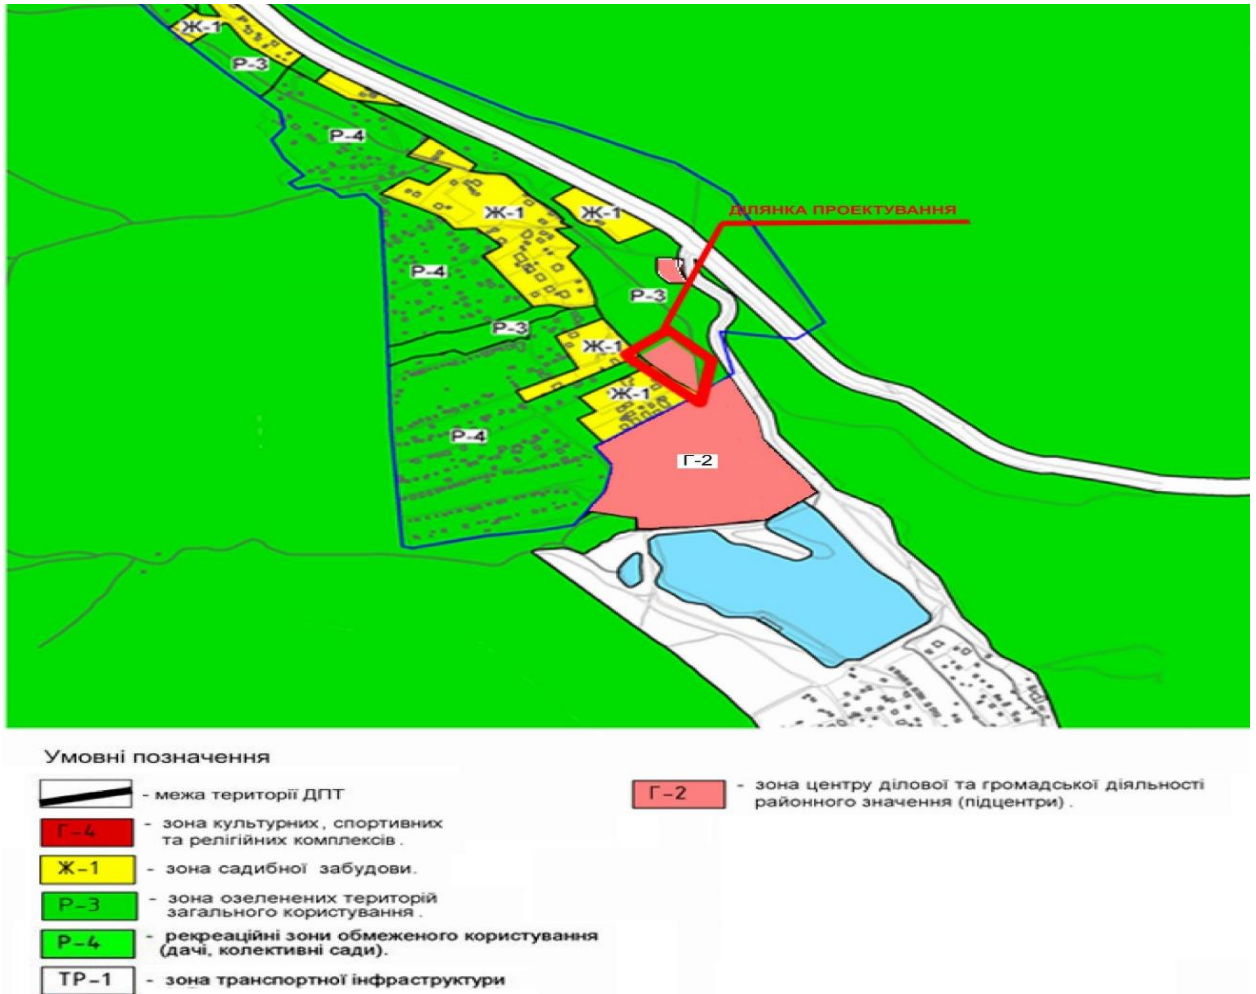 Ж-1
Р-3
Р-4
Ж-1
Ж-1
ДІЛЯНКА ПРОЕКТУВАННЯ
Р-4
Р-3
Р-3
Ж-1
Ж-1
Р-4
Г-2
Умовні позначення
- межа території ДПТ
Г-4 - зона культурних, спортивних
та релігійних комплексів.
Ж-1 - зона садибної забудови.
Р-3 - зона озеленених територій
загального користування.
Р-4 - рекреаційні зони обмеженого користування
(дачі, колективні сади).
ТР-1 - зона транспортної інфраструктури
Г-2 - зона центру ділової та громадської діяльності
районного значення (підцентри).